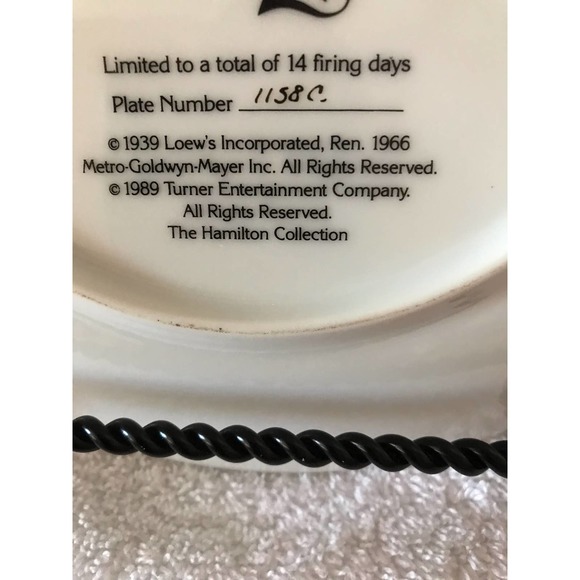 Limited to a total of 14 firing days
Plate Number 1158C.
© 1939 Loew's Incorporated, Ren. 1966
Metro-Goldwyn-Mayer Inc. All Rights Reserved.
© 1989 Turner Entertainment Company.
All Rights Reserved.
The Hamilton Collection